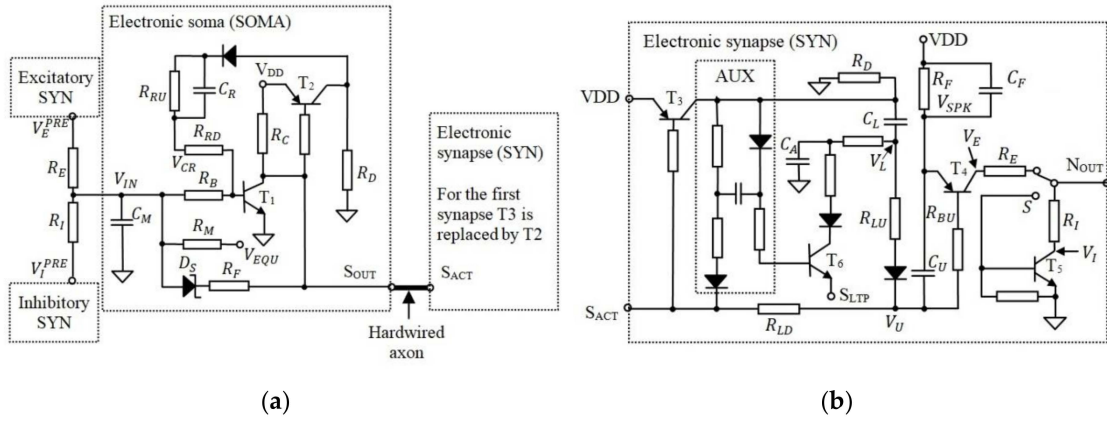 Electronic soma (SOMA)
Excitatory
SYN
V_E^PRE
R_E
R_I
V_I^PRE
Inhibitory
SYN
R_RU
C_R
V_DD
T_2
R_RD
R_C
V_CR
R_D
V_IN
R_B
T_1
C_M
R_M
V_EQU
D_S
R_F
S_OUT
S_ACT
Electronic
synapse (SYN)
For the first
synapse T3 is
replaced by T2
Hardwired
axon
(a)
Electronic synapse (SYN)
VDD
AUX
R_D
R_F
C_F
V_SPK
VDD
T_3
C_L
C_A
V_L
V_E
T_4
R_E
N_OUT
R_LU
R_BU
S
R_I
T_6
C_U
T_5
V_I
S_LTP
S_ACT
R_LD
V_U
(b)